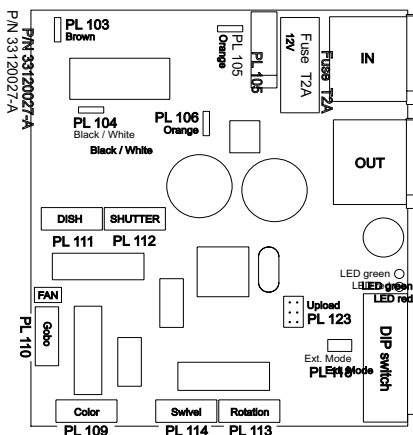 PL 103
Brown
P/N 33120027-A
P/N 33120027-A
PL 105
Orange
PL 105
12V
Fuse T2A
Fuse T2A
IN
PL 104
Black / White
Black / White
PL 106
Orange
OUT
DISH
SHUTTER
PL 111
PL 112
LED green
LED green
LED red
FAN
Gobo
PL 110
Upload
PL 123
Ext. Mode
Ext. Mode
DIP switch
Color
Swivel
Rotation
PL 109
PL 114
PL 113